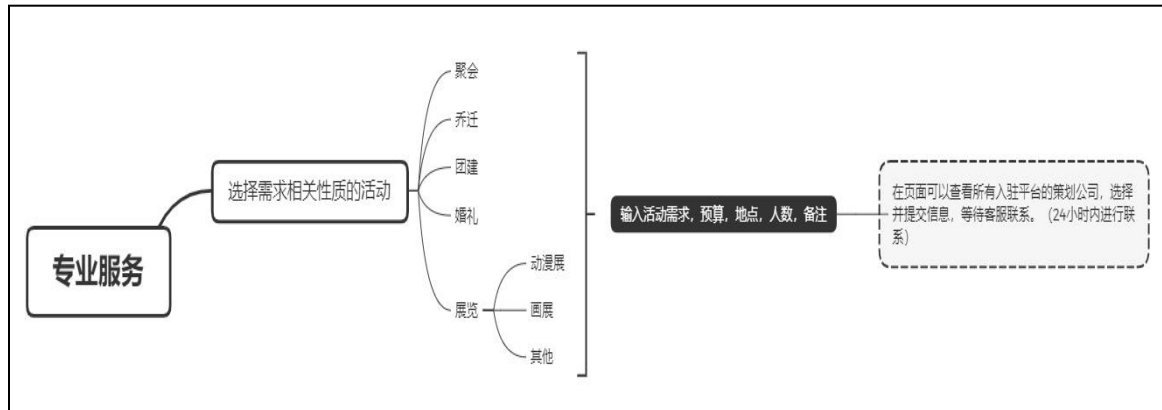 专业服务
选择需求相关性质的活动
聚会
乔迁
团建
婚礼
展览
动漫展
画展
其他
输入活动需求，预算，地点，人数，备注
在页面可以查看所有入驻平台的策划公司，选择
并提交信息，等待客服联系。（24小时内进行联
系）